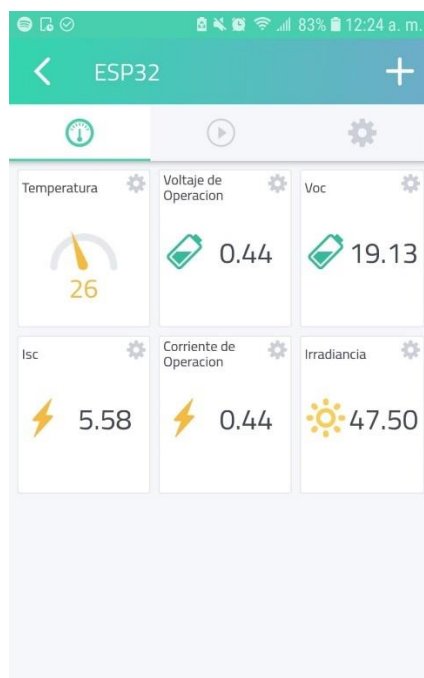 83% 12:24 a. m.
ESP32
Temperatura
26
Voltaje de
Operacion
0.44
Voc
19.13
Isc
5.58
Corriente de
Operacion
0.44
Irradiancia
47.50